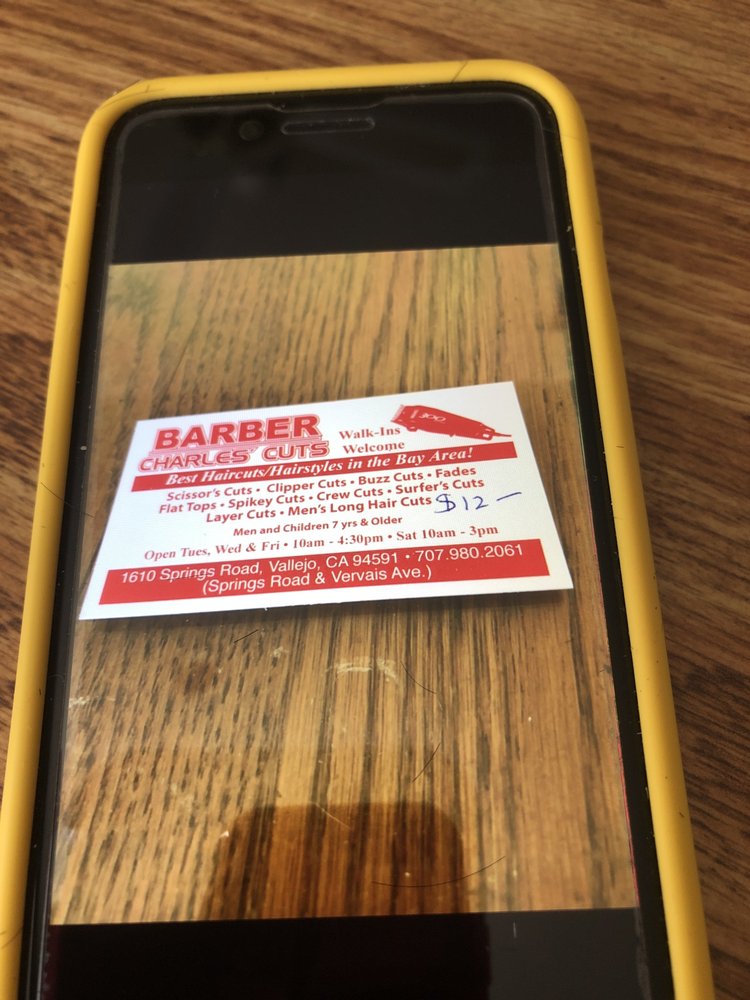 BARBER
CHARLES' CUTS
Walk-Ins
Welcome
300
Best Haircuts/Hairstyles in the Bay Area!
Scissor's Cuts • Clipper Cuts • Buzz Cuts • Fades
Flat Tops • Spikey Cuts • Crew Cuts • Surfer's Cuts
Layer Cuts • Men's Long Hair Cuts $12 —
Men and Children 7 yrs & Older
Open Tues, Wed & Fri • 10am - 4:30pm • Sat 10am - 3pm
1610 Springs Road, Vallejo, CA 94591 • 707.980.2061
(Springs Road & Vervais Ave.)